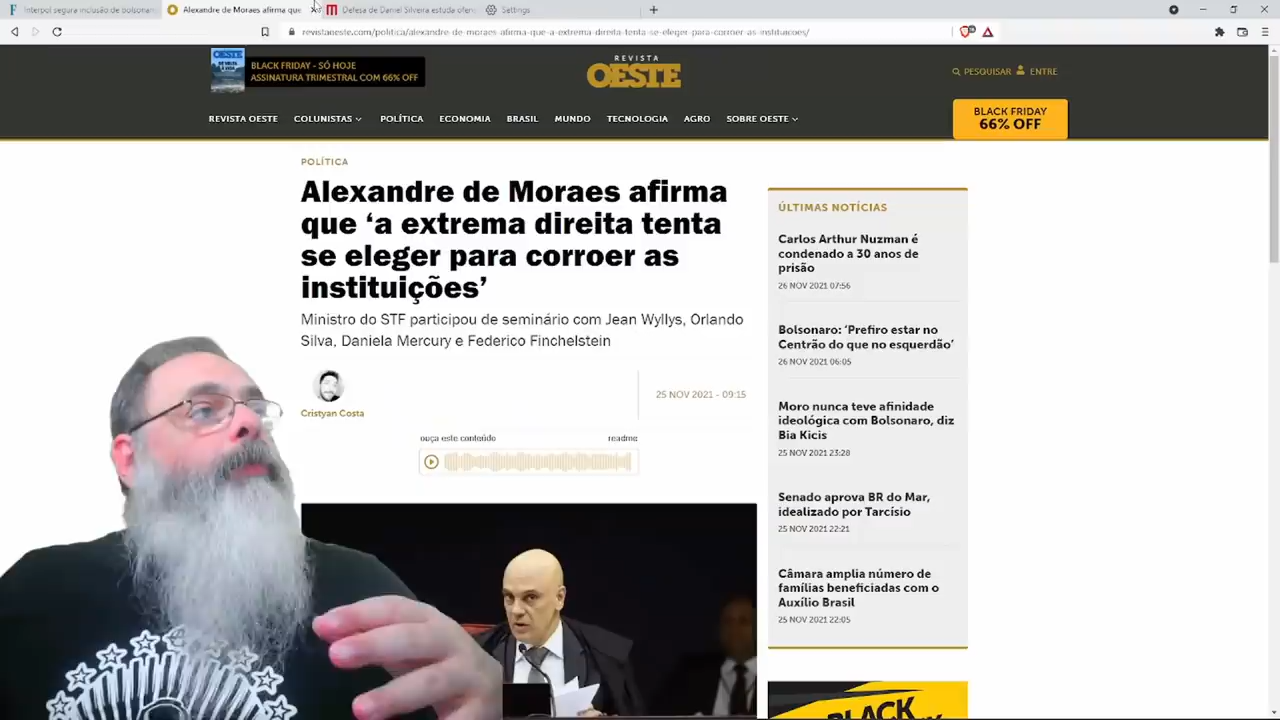 Interpol segura inclusão de bolsonar
Alexandre de Moraes afirma que
Defesa de Daniel Silveira estuda ofen
Settings
revistaoeste.com/politica/alexandre-de-moraes-afirma-que-a-extrema-direita-tenta-se-eleger-para-corroer-as-instituicoes/
OESTE
BLACK FRIDAY - SÓ HOJE
ASSINATURA TRIMESTRAL COM 66% OFF
REVISTA
OESTE
PESQUISAR
ENTRE
REVISTA OESTE
COLUNISTAS
POLÍTICA
ECONOMIA
BRASIL
MUNDO
TECNOLOGIA
AGRO
SOBRE OESTE
BLACK FRIDAY
66% OFF
POLÍTICA
Alexandre de Moraes afirma
que ‘a extrema direita tenta
se eleger para corroer as
instituições’
Ministro do STF participou de seminário com Jean Wyllys, Orlando
Silva, Daniela Mercury e Federico Finchelstein
Cristyan Costa
25 NOV 2021 - 09:15
ouça este conteúdo
readme
ÚLTIMAS NOTÍCIAS
Carlos Arthur Nuzman é
condenado a 30 anos de
prisão
26 NOV 2021 07:56
Bolsonaro: ‘Prefiro estar no
Centrão do que no esquerdão’
26 NOV 2021 06:05
Moro nunca teve afinidade
ideológica com Bolsonaro, diz
Bia Kicis
25 NOV 2021 23:28
Senado aprova BR do Mar,
idealizado por Tarcísio
25 NOV 2021 22:21
Câmara amplia número de
famílias beneficiadas com o
Auxílio Brasil
25 NOV 2021 22:05
BLACK